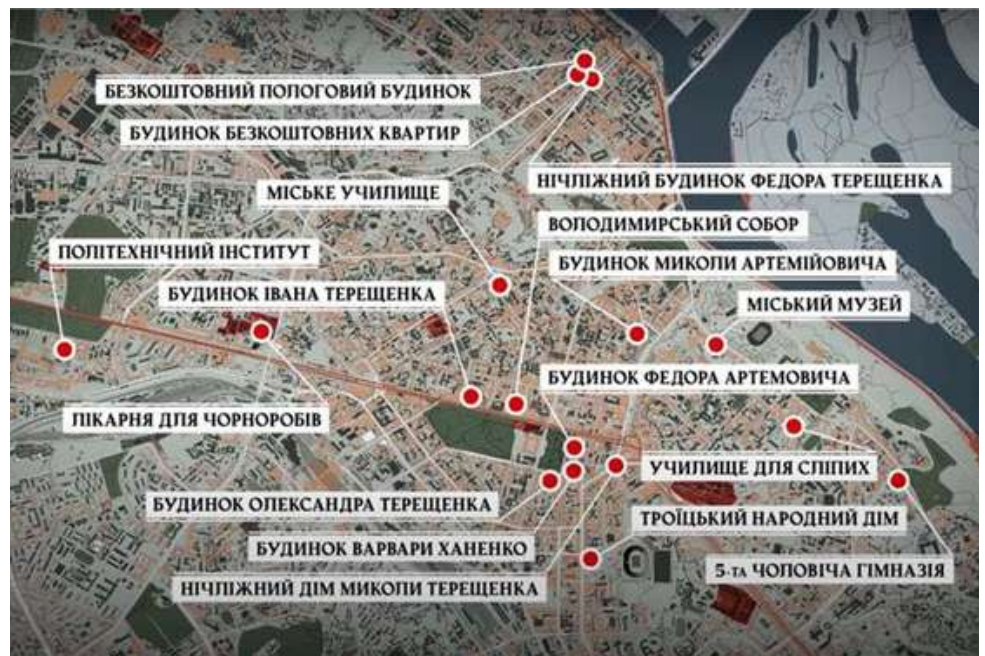 БЕЗКОШТОВНИЙ ПОЛОГОВИЙ БУДИНОК
БУДИНОК БЕЗКОШТОВНИХ КВАРТИР
НІЧЛІЖНИЙ БУДИНОК ФЕДОРА ТЕРЕЩЕНКА
МІСЬКЕ УЧИЛИЩЕ
ВОЛОДИМИРСЬКИЙ СОБОР
ПОЛІТЕХНІЧНИЙ ІНСТИТУТ
БУДИНОК МИКОЛИ АРТЕМІЙОВИЧА
БУДИНОК ІВАНА ТЕРЕЩЕНКА
МІСЬКИЙ МУЗЕЙ
БУДИНОК ФЕДОРА АРТЕМОВИЧА
ЛІКАРНЯ ДЛЯ ЧОРНОРОБІВ
УЧИЛИЩЕ ДЛЯ СЛІПИХ
БУДИНОК ОЛЕКСАНДРА ТЕРЕЩЕНКА
ТРОЇЦЬКИЙ НАРОДНИЙ ДІМ
БУДИНОК ВАРВАРИ ХАНЕНКО
5-ТА ЧОЛОВІЧА ГІМНАЗІЯ
НІЧЛІЖНИЙ ДІМ МИКОЛИ ТЕРЕЩЕНКА